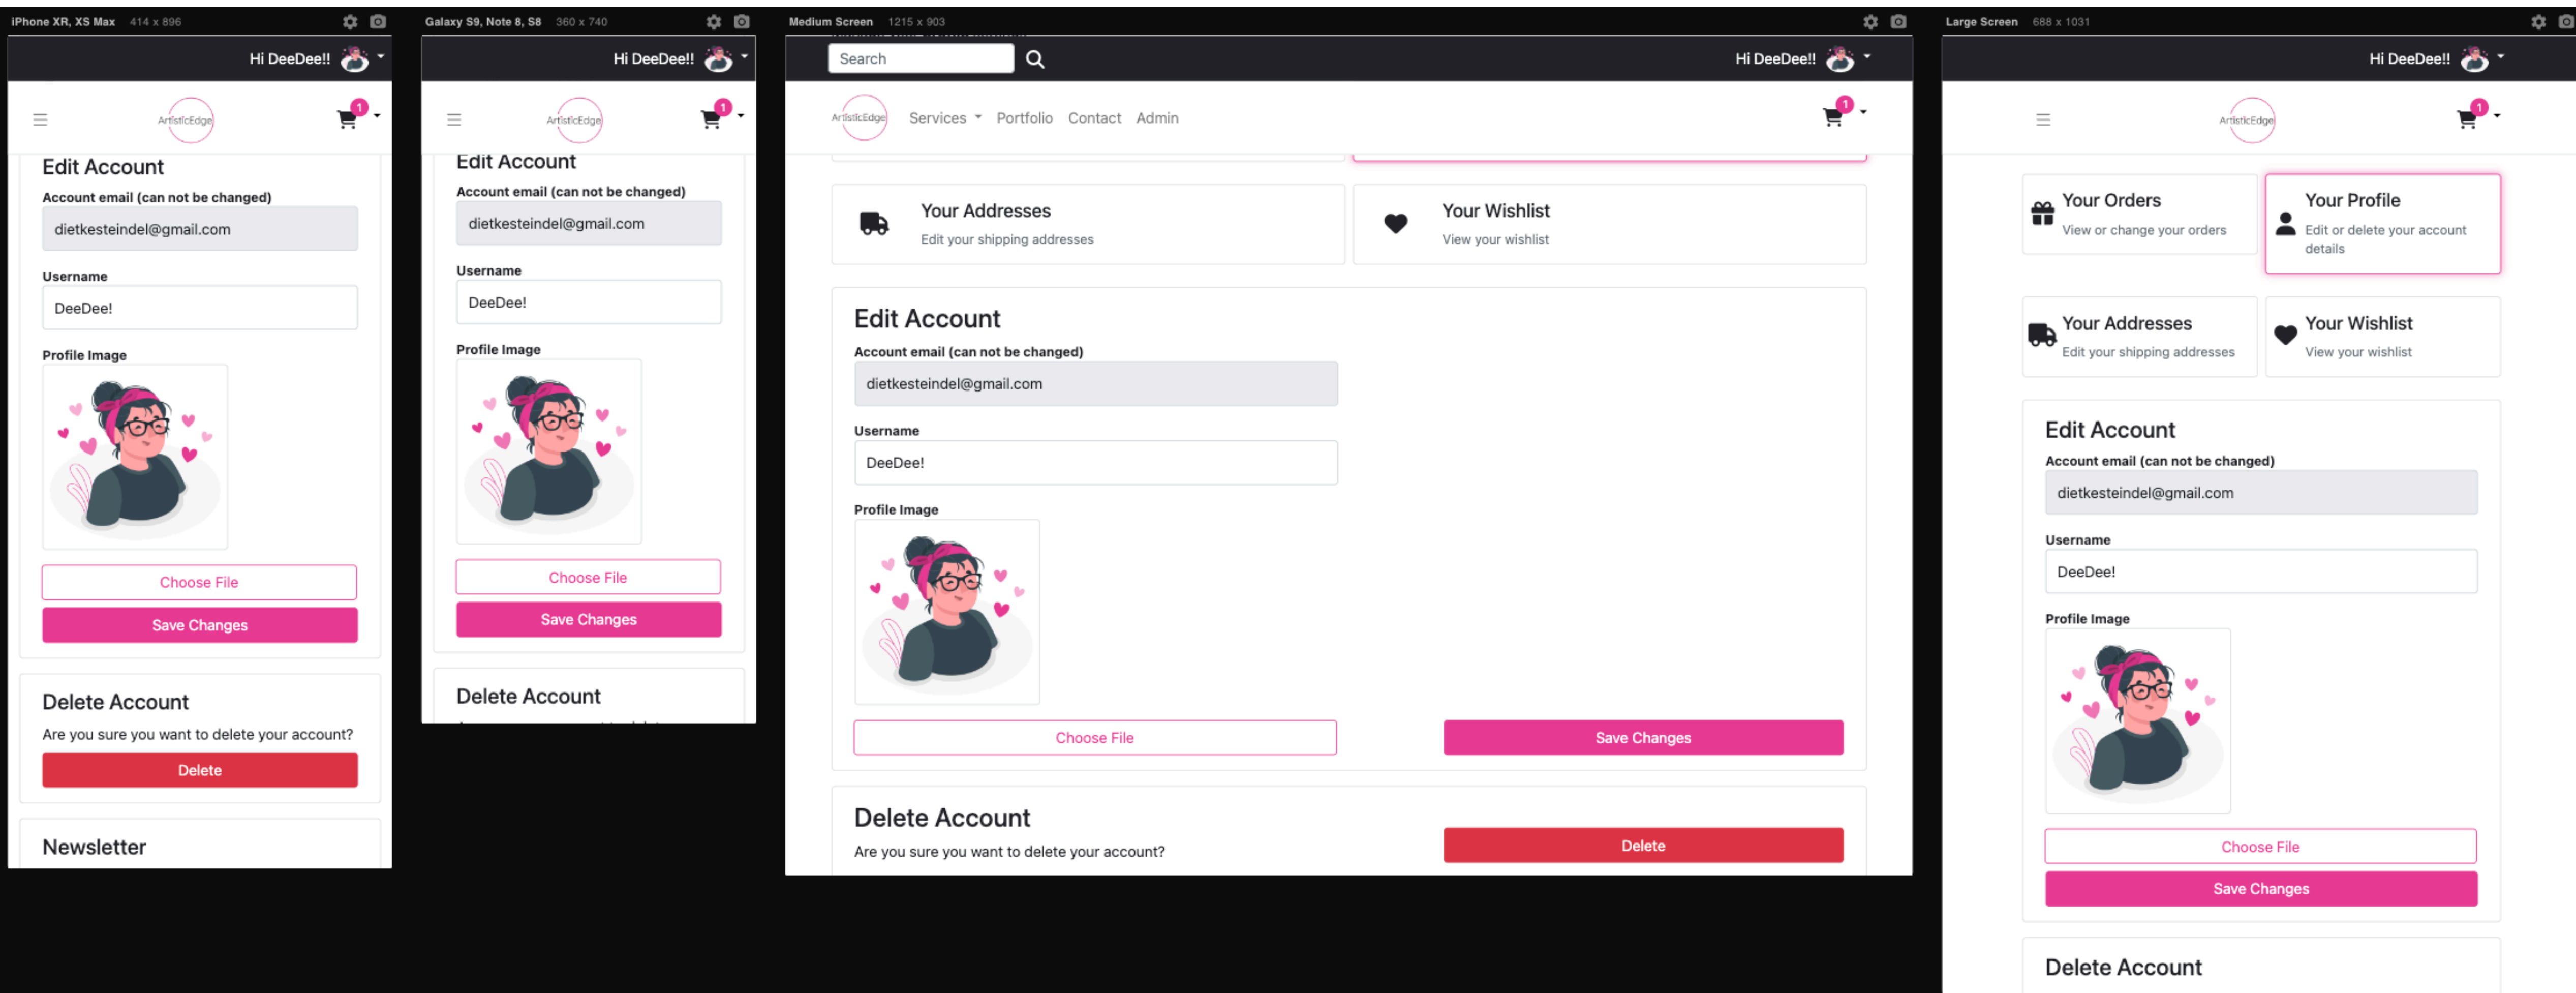 iPhone XR, XS Max 414 x 896
Hi DeeDee!!
ArtisticEdge
1
Edit Account
Account email (can not be changed)
dietkesteindel@gmail.com
Username
DeeDee!
Profile Image
Choose File
Save Changes
Delete Account
Are you sure you want to delete your account?
Delete
Newsletter
Galaxy S9, Note 8, S8 360 x 740
Hi DeeDee!!
ArtisticEdge
1
Edit Account
Account email (can not be changed)
dietkesteindel@gmail.com
Username
DeeDee!
Profile Image
Choose File
Save Changes
Delete Account
Medium Screen 1215 x 903
Search
Hi DeeDee!!
ArtisticEdge Services Portfolio Contact Admin
1
Your Addresses
Edit your shipping addresses
Your Wishlist
View your wishlist
Edit Account
Account email (can not be changed)
dietkesteindel@gmail.com
Username
DeeDee!
Profile Image
Choose File
Save Changes
Delete Account
Are you sure you want to delete your account?
Delete
Large Screen 688 x 1031
Hi DeeDee!!
ArtisticEdge
1
Your Orders
View or change your orders
Your Profile
Edit or delete your account
details
Your Addresses
Edit your shipping addresses
Your Wishlist
View your wishlist
Edit Account
Account email (can not be changed)
dietkesteindel@gmail.com
Username
DeeDee!
Profile Image
Choose File
Save Changes
Delete Account